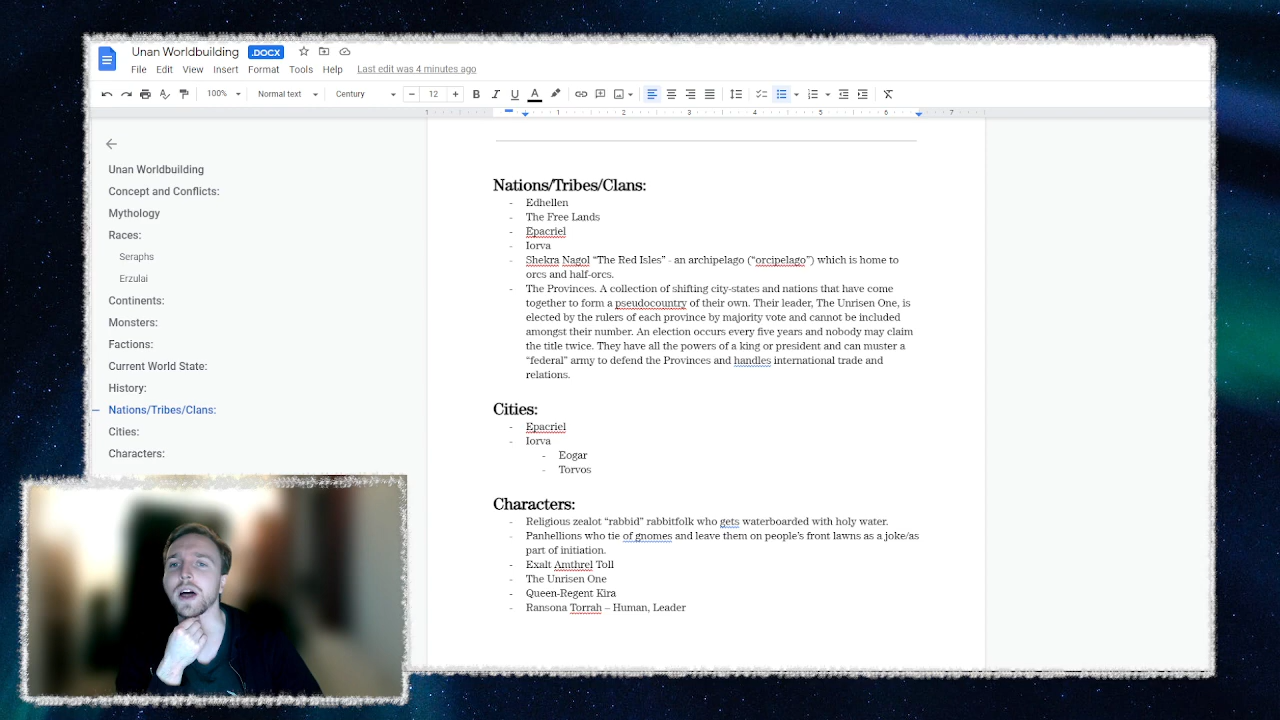 Unan Worldbuilding .DOCX
File Edit View Insert Format Tools Help Last edit was 4 minutes ago
100% Normal text Century 12 B I U A
1 1 2 3 4 5 6 7
Unan Worldbuilding
Concept and Conflicts:
Mythology
Races:
Seraphs
Erzulai
Continents:
Monsters:
Factions:
Current World State:
History:
Nations/Tribes/Clans:
Cities:
Characters:
Nations/Tribes/Clans:
- Edhellen
- The Free Lands
- Epacriel
- Iorva
- Shekra Nagol “The Red Isles” - an archipelago (“orcipelago”) which is home to
orcs and half-orcs.
- The Provinces. A collection of shifting city-states and nations that have come
together to form a pseudocountry of their own. Their leader, The Unrisen One, is
elected by the rulers of each province by majority vote and cannot be included
amongst their number. An election occurs every five years and nobody may claim
the title twice. They have all the powers of a king or president and can muster a
“federal” army to defend the Provinces and handles international trade and
relations.
Cities:
- Epacriel
- Iorva
- Eogar
- Torvos
Characters:
- Religious zealot “rabbid” rabbitfolk who gets waterboarded with holy water.
- Panhellions who tie of gnomes and leave them on people’s front lawns as a joke/as
part of initiation.
- Exalt Amthrel Toll
- The Unrisen One
- Queen-Regent Kira
- Ransona Torrah – Human, Leader